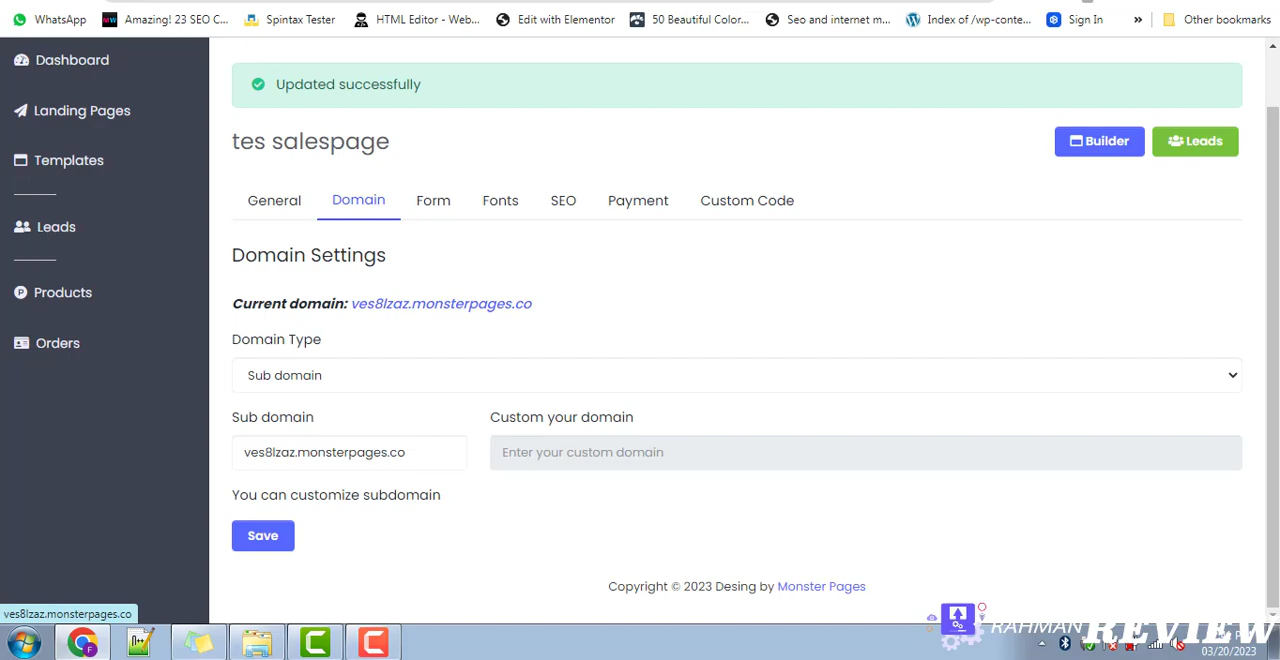 WhatsApp Amazing! 23 SEO C... Spintax Tester HTML Editor - Web... Edit with Elementor 50 Beautiful Color... Seo and internet m... Index of /wp-conte... Sign In » Other bookmarks
Dashboard
Landing Pages
Templates
Leads
Products
Orders
Updated successfully
tes salespage
Builder Leads
General Domain Form Fonts SEO Payment Custom Code
Domain Settings
Current domain: ves8lzaz.monsterpages.co
Domain Type
Sub domain
Sub domain Custom your domain
ves8lzaz.monsterpages.co Enter your custom domain
You can customize subdomain
Save
Copyright © 2023 Desing by Monster Pages
ves8lzaz.monsterpages.co
RAHMAN REVIEW
03/20/2023